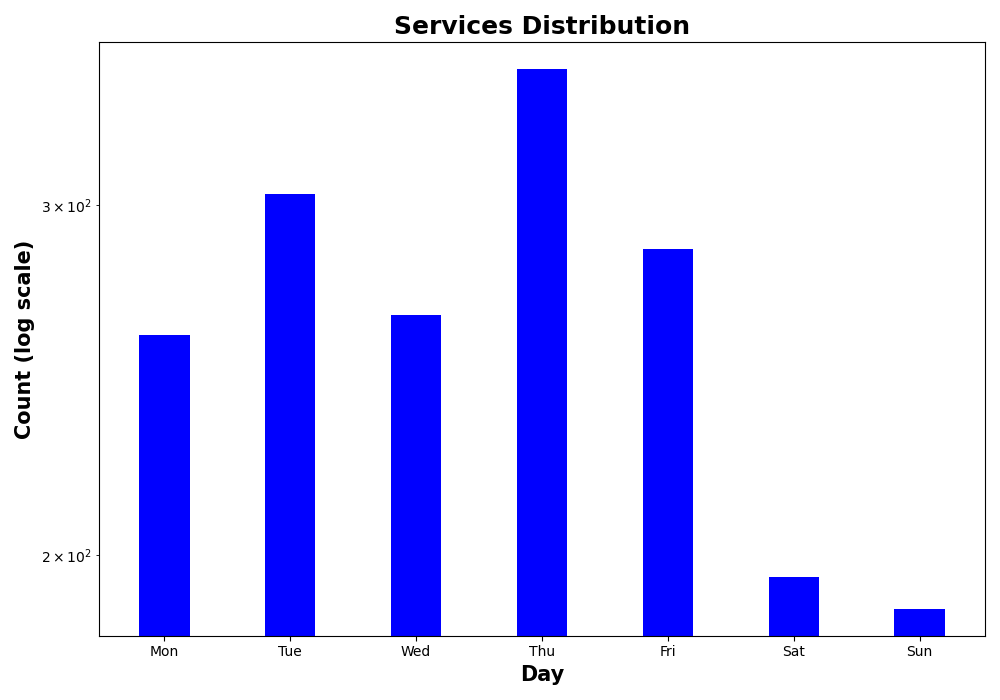 Services Distribution
Count (log scale)
3 × 10²
2 × 10²
Mon Tue Wed Thu Fri Sat Sun
Day